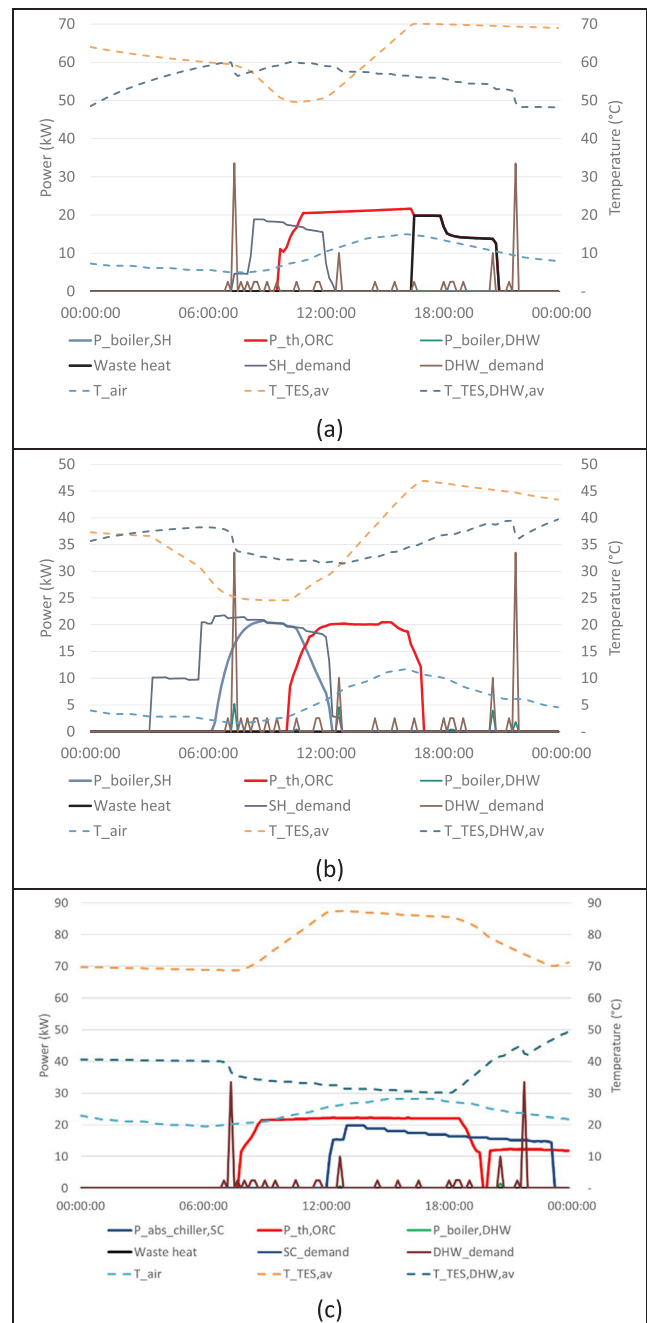 70 70
60 60
50 50
40 40
30 30
20 20
10 10
0 -
Power (kW)
Temperature (°C)
00:00:00 06:00:00 12:00:00 18:00:00 00:00:00
P_boiler,SH P_th,ORC P_boiler,DHW
Waste heat SH_demand DHW_demand
T_air T_TES,av T_TES,DHW,av
(a)
50 50
45 45
40 40
35 35
30 30
25 25
20 20
15 15
10 10
5 5
0 -
Power (kW)
Temperature (°C)
00:00:00 06:00:00 12:00:00 18:00:00 00:00:00
P_boiler,SH P_th,ORC P_boiler,DHW
Waste heat SH_demand DHW_demand
T_air T_TES,av T_TES,DHW,av
(b)
90 90
80 80
70 70
60 60
50 50
40 40
30 30
20 20
10 10
0 -
Power (kW)
Temperature (°C)
00:00:00 06:00:00 12:00:00 18:00:00 00:00:00
P_abs_chiller,SC P_th,ORC P_boiler,DHW
Waste heat SC_demand DHW_demand
T_air T_TES,av T_TES,DHW,av
(c)